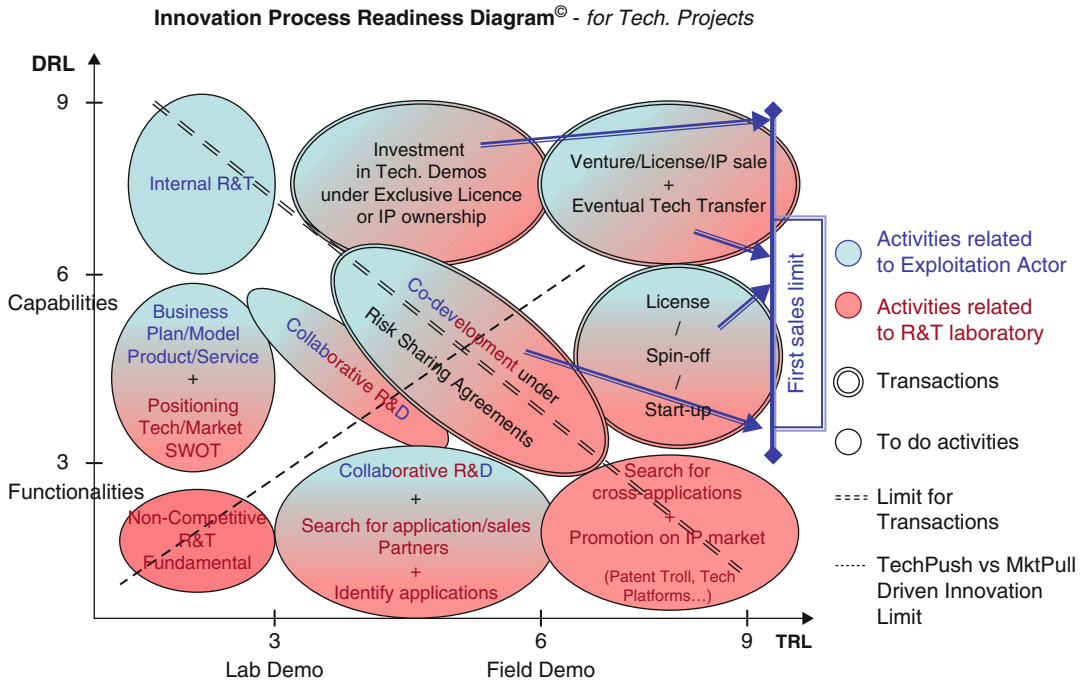 Innovation Process Readiness Diagram© - for Tech. Projects
DRL
9
6
Capabilities
3
Functionalities
Internal R&T
Investment
in Tech. Demos
under Exclusive Licence
or IP ownership
Venture/License/IP sale
+
Eventual Tech Transfer
Business
Plan/Model
Product/Service
+
Positioning
Tech/Market
SWOT
Collaborative R&D
Co-development under
Risk Sharing Agreements
License
/
Spin-off
/
Start-up
First sales limit
Non-Competitive
R&T
Fundamental
Collaborative R&D
+
Search for application/sales
Partners
+
Identify applications
Search for
cross-applications
+
Promotion on IP market
(Patent Troll, Tech
Platforms...)
Activities related
to Exploitation Actor
Activities related
to R&T laboratory
Transactions
To do activities
Limit for
Transactions
TechPush vs MktPull
Driven Innovation
Limit
3
6
9
TRL
Lab Demo
Field Demo